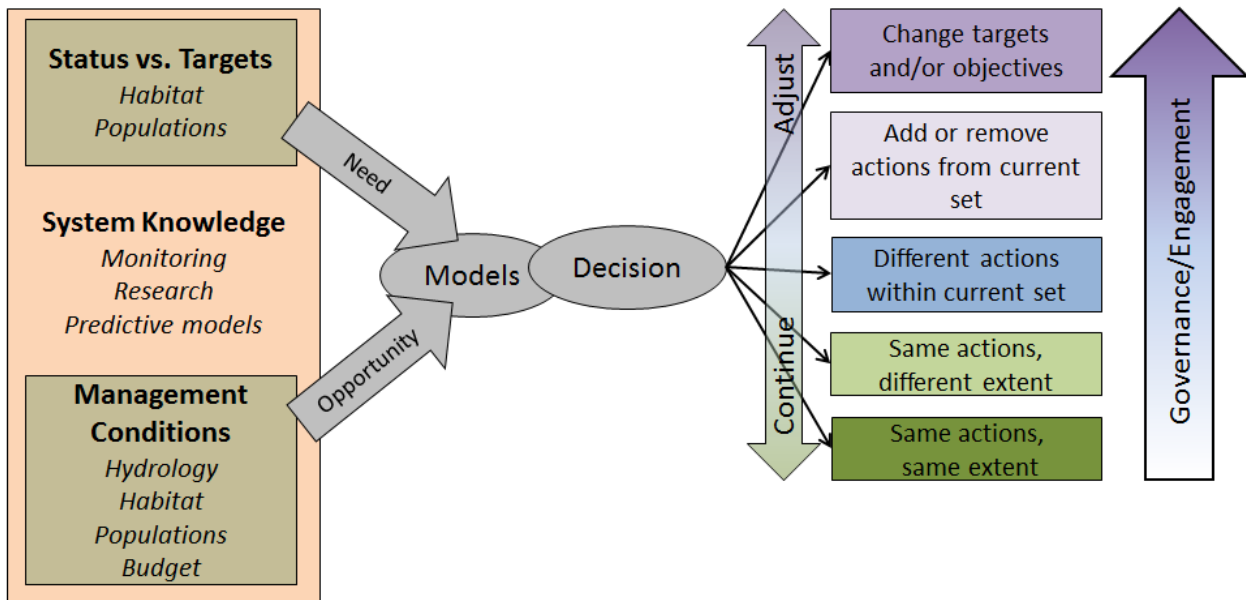 Status vs. Targets
Habitat
Populations
System Knowledge
Monitoring
Research
Predictive models
Management
Conditions
Hydrology
Habitat
Populations
Budget
Need
Opportunity
Models
Decision
Adjust
Continue
Change targets
and/or objectives
Add or remove
actions from current
set
Different actions
within current set
Same actions,
different extent
Same actions,
same extent
Governance/Engagement